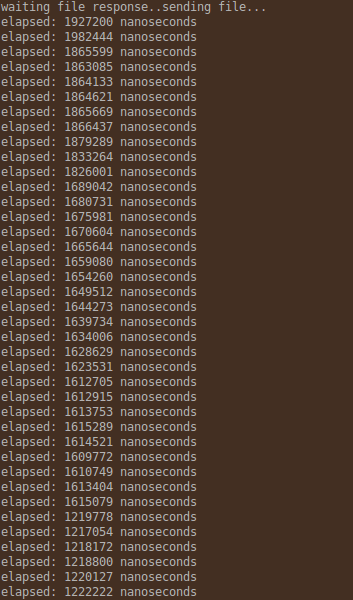 waiting file response..sending file...
elapsed: 1927200 nanoseconds
elapsed: 1982444 nanoseconds
elapsed: 1865599 nanoseconds
elapsed: 1863085 nanoseconds
elapsed: 1864133 nanoseconds
elapsed: 1864621 nanoseconds
elapsed: 1865669 nanoseconds
elapsed: 1866437 nanoseconds
elapsed: 1879289 nanoseconds
elapsed: 1833264 nanoseconds
elapsed: 1826001 nanoseconds
elapsed: 1689042 nanoseconds
elapsed: 1680731 nanoseconds
elapsed: 1675981 nanoseconds
elapsed: 1670604 nanoseconds
elapsed: 1665644 nanoseconds
elapsed: 1659080 nanoseconds
elapsed: 1654260 nanoseconds
elapsed: 1649512 nanoseconds
elapsed: 1644273 nanoseconds
elapsed: 1639734 nanoseconds
elapsed: 1634006 nanoseconds
elapsed: 1628629 nanoseconds
elapsed: 1623531 nanoseconds
elapsed: 1612705 nanoseconds
elapsed: 1612915 nanoseconds
elapsed: 1613753 nanoseconds
elapsed: 1615289 nanoseconds
elapsed: 1614521 nanoseconds
elapsed: 1609772 nanoseconds
elapsed: 1610749 nanoseconds
elapsed: 1613404 nanoseconds
elapsed: 1615079 nanoseconds
elapsed: 1219778 nanoseconds
elapsed: 1217054 nanoseconds
elapsed: 1218172 nanoseconds
elapsed: 1218800 nanoseconds
elapsed: 1220127 nanoseconds
elapsed: 1222222 nanoseconds